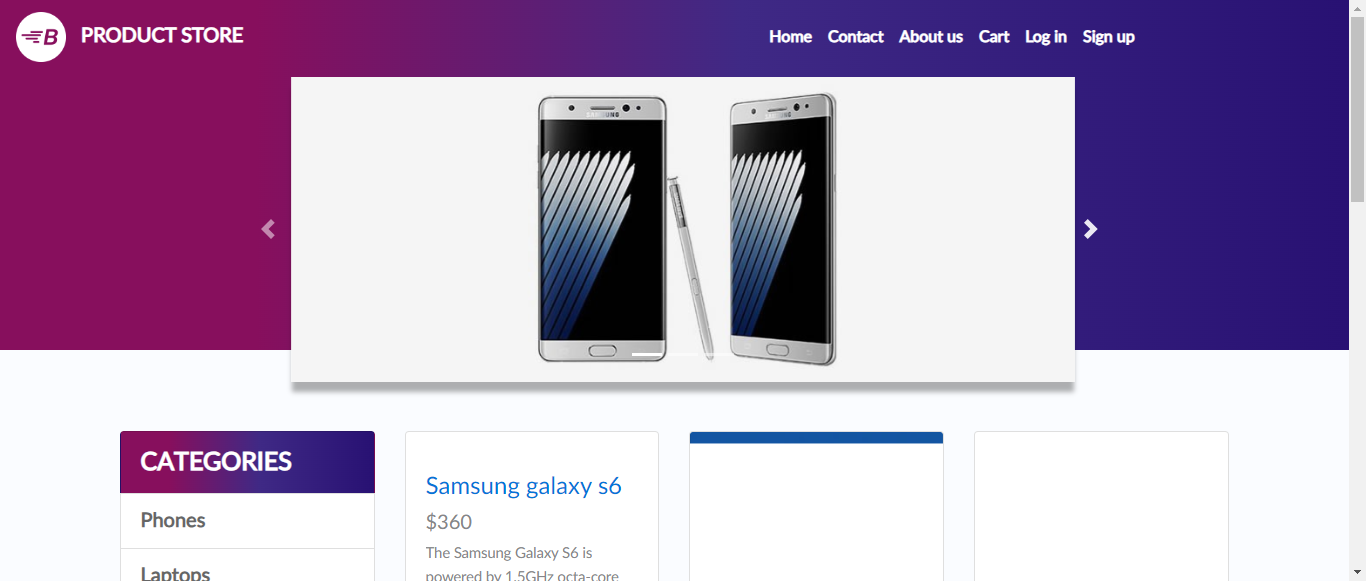 B PRODUCT STORE
Home Contact About us Cart Log in Sign up
SAMSUNG
SAMSUNG
CATEGORIES
Phones
Laptops
Samsung galaxy s6
$360
The Samsung Galaxy S6 is
powered by 1.5GHz octa-core